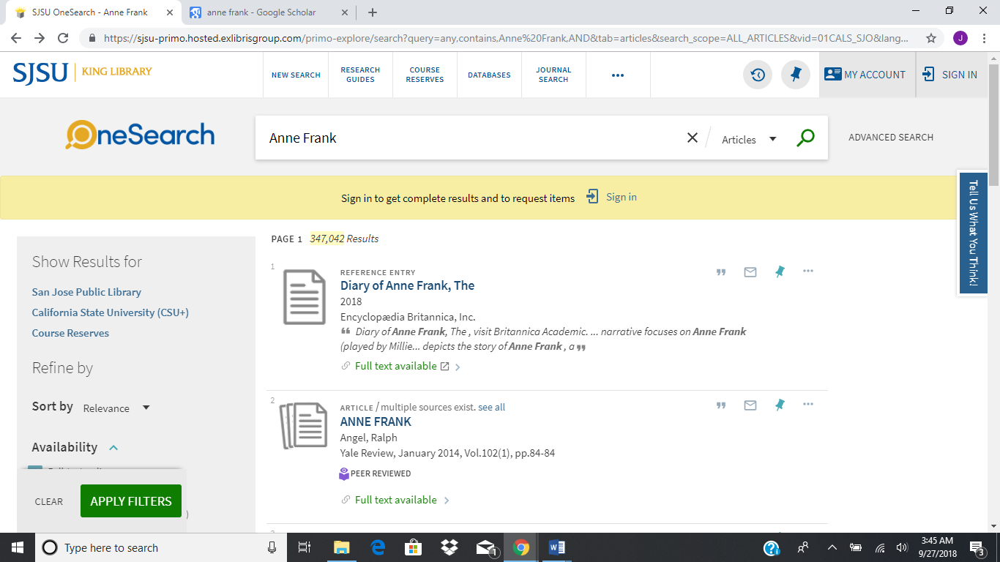 SJSU OneSearch - Anne Frank
anne frank - Google Scholar
https://sjsu-primo.hosted.exlibrisgroup.com/primo-explore/search?query=any,contains,Anne%20Frank,AND&tab=articles&search_scope=ALL_ARTICLES&vid=01CALS_SJO&lang...
J
SJSU KING LIBRARY
NEW SEARCH
RESEARCH GUIDES
COURSE RESERVES
DATABASES
JOURNAL SEARCH
MY ACCOUNT
SIGN IN
OneSearch
Anne Frank
Articles
ADVANCED SEARCH
Sign in to get complete results and to request items Sign in
Tell Us What You Think!
Show Results for
San Jose Public Library
California State University (CSU+)
Course Reserves
Refine by
Sort by Relevance
Availability
CLEAR
APPLY FILTERS
)
PAGE 1 347,042 Results
1
REFERENCE ENTRY
Diary of Anne Frank, The
2018
Encyclopædia Britannica, Inc.
❝ Diary of Anne Frank, The , visit Britannica Academic. ... narrative focuses on Anne Frank
(played by Millie... depicts the story of Anne Frank , a ❞
Full text available
2
ARTICLE / multiple sources exist. see all
ANNE FRANK
Angel, Ralph
Yale Review, January 2014, Vol.102(1), pp.84-84
PEER REVIEWED
Full text available
Type here to search
1
3:45 AM
9/27/2018
3